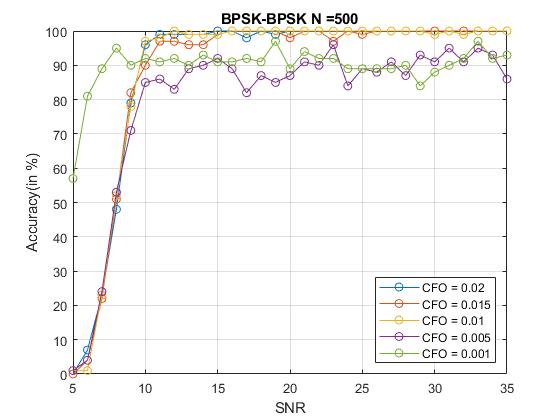 BPSK-BPSK N =500
100
90
80
70
60
50
40
30
20
10
0
Accuracy(in %)
5 10 15 20 25 30 35
SNR
CFO = 0.02
CFO = 0.015
CFO = 0.01
CFO = 0.005
CFO = 0.001